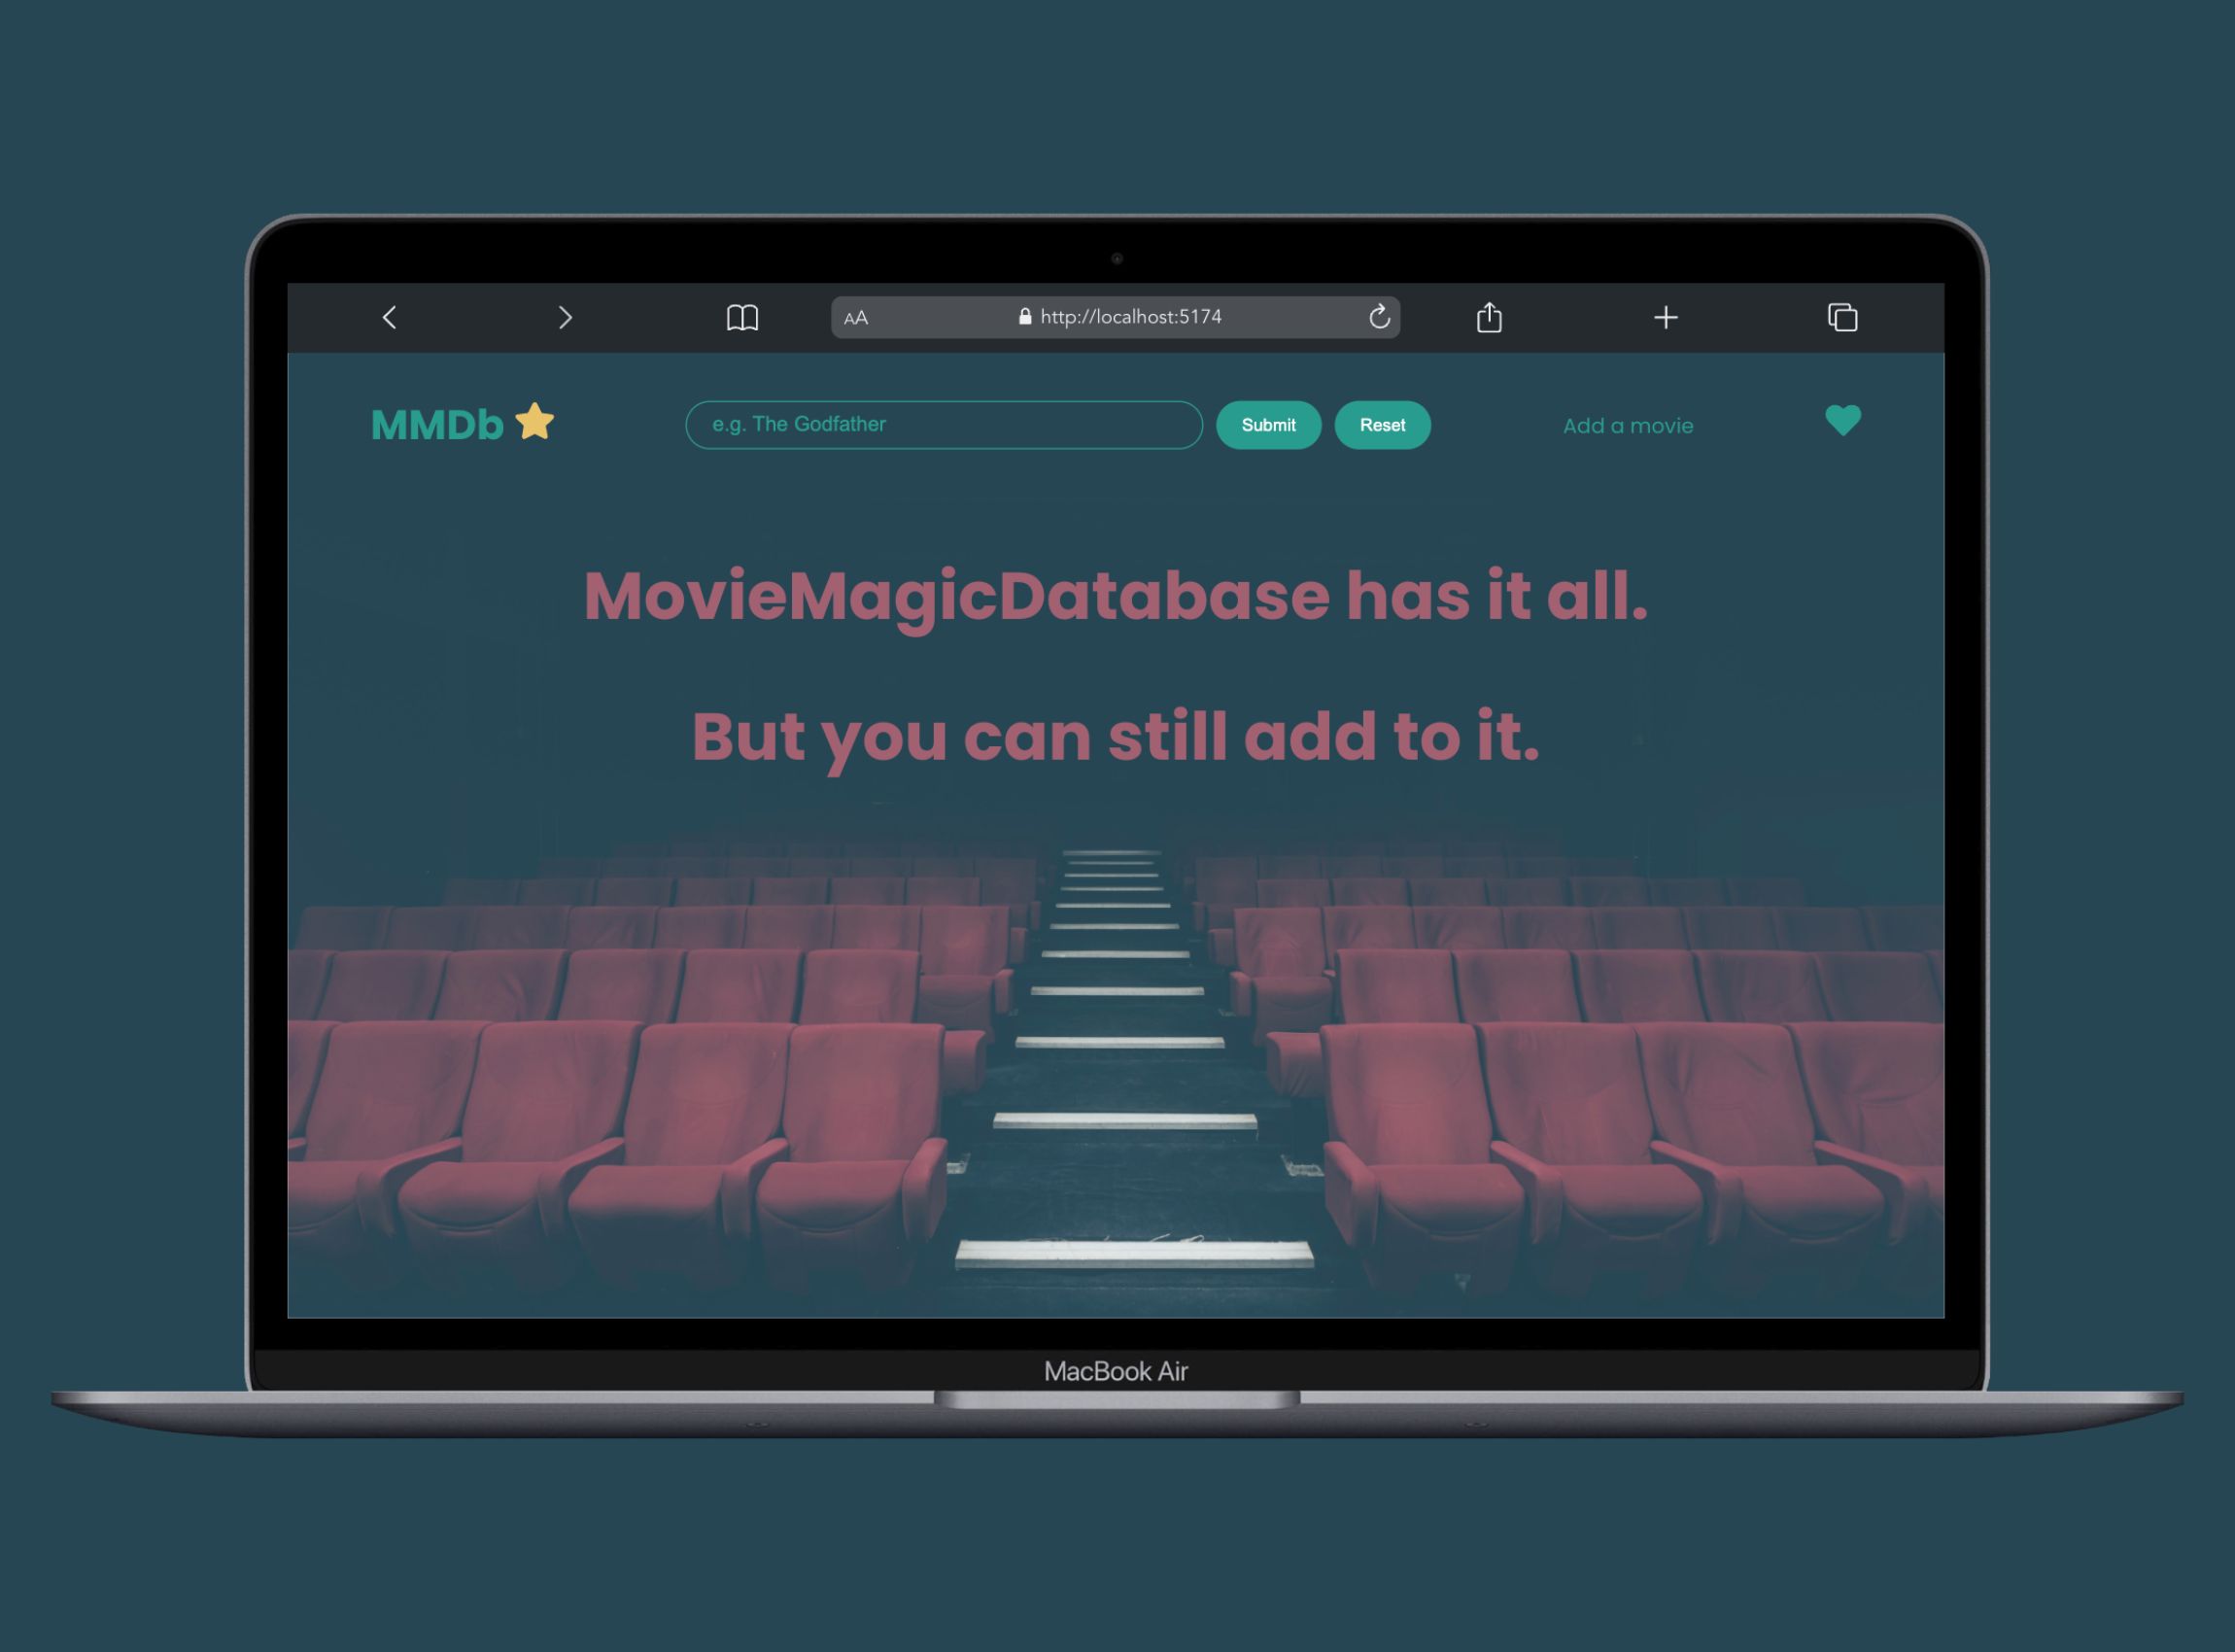 AA http://localhost:5174
MMDb e.g. The Godfather Submit Reset Add a movie
MovieMagicDatabase has it all.
But you can still add to it.
MacBook Air